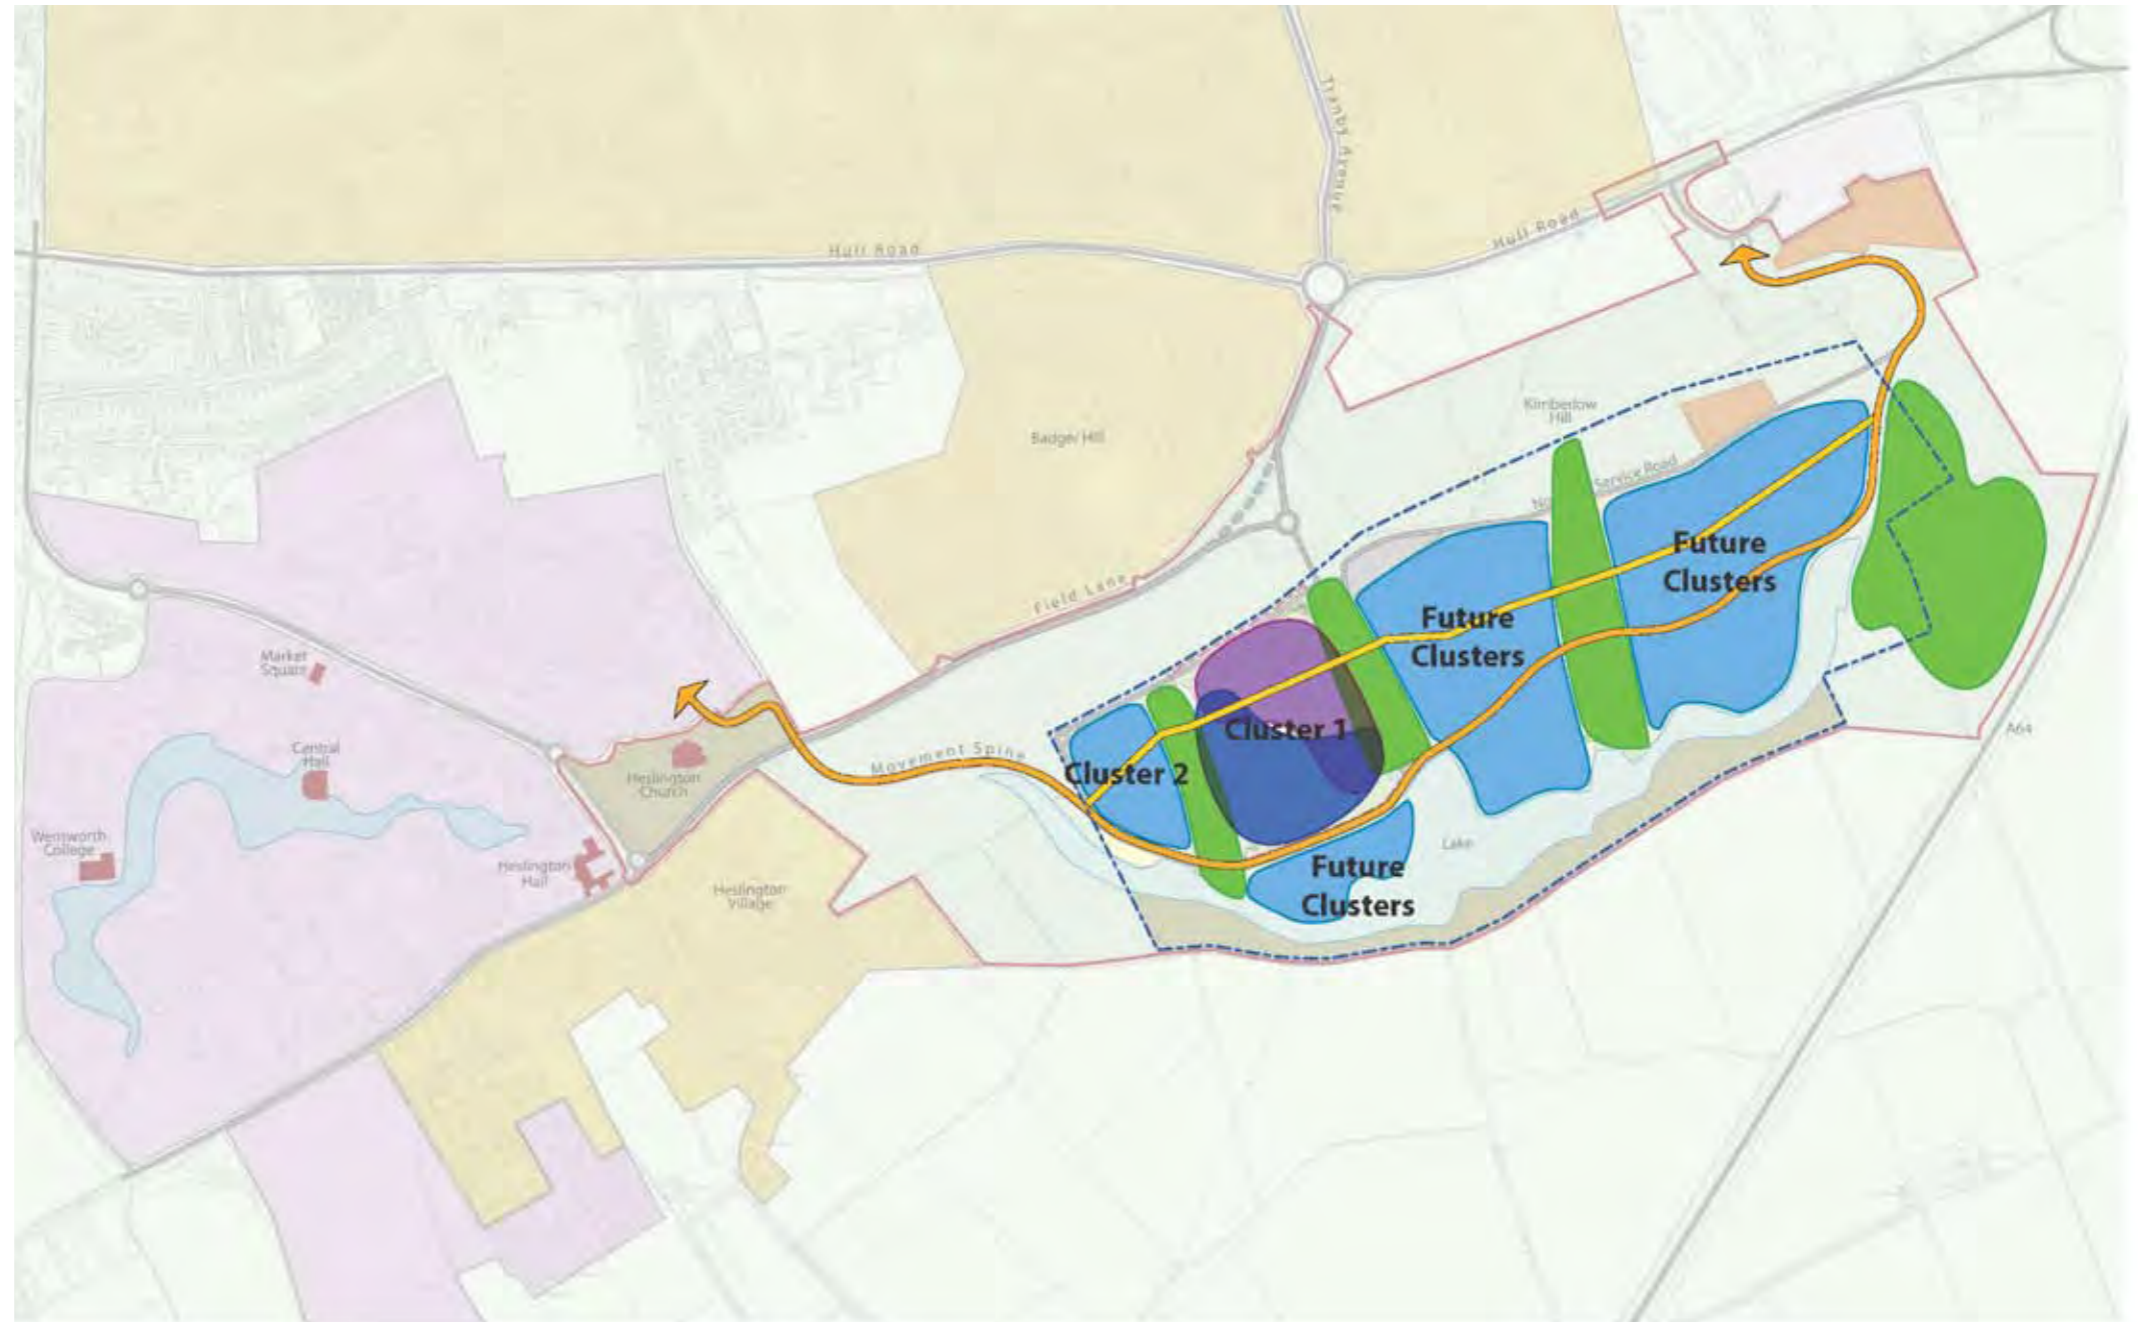 Tranby Avenue
Hull Road
Hull Road
Kimberlow
Hill
Badger Hill
Service Road
Future
Clusters
Field Lane
Future
Clusters
Market
Square
Cluster 1
A64
Central
Hall
Movement Spine
Heslington
Church
Cluster 2
Wentworth
College
Lake
Heslington
Hall
Future
Clusters
Heslington
Village